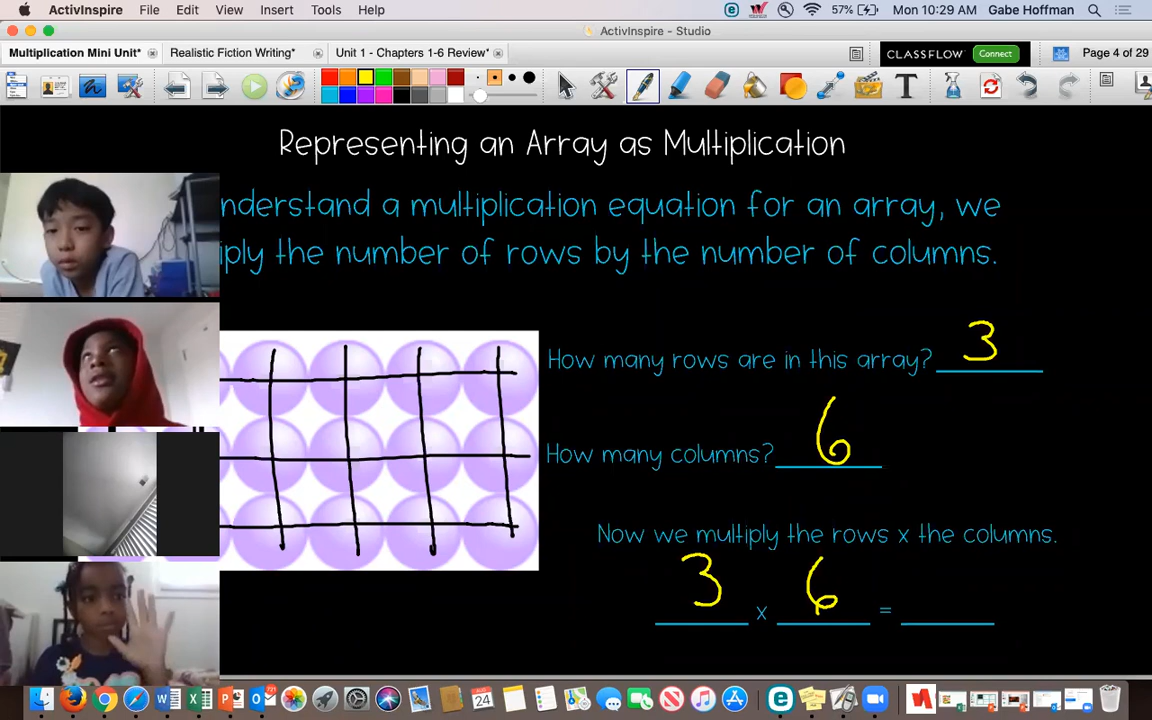 ActivInspire File Edit View Insert Tools Help 57% Mon 10:29 AM Gabe Hoffman
ActivInspire - Studio
Multiplication Mini Unit* Realistic Fiction Writing* Unit 1 - Chapters 1-6 Review* CLASSFLOW Connect Page 4 of 29
Representing an Array as Multiplication
nderstand a multiplication equation for an array, we
iply the number of rows by the number of columns.
How many rows are in this array? 3
How many columns? 6
Now we multiply the rows x the columns.
3 x 6 =